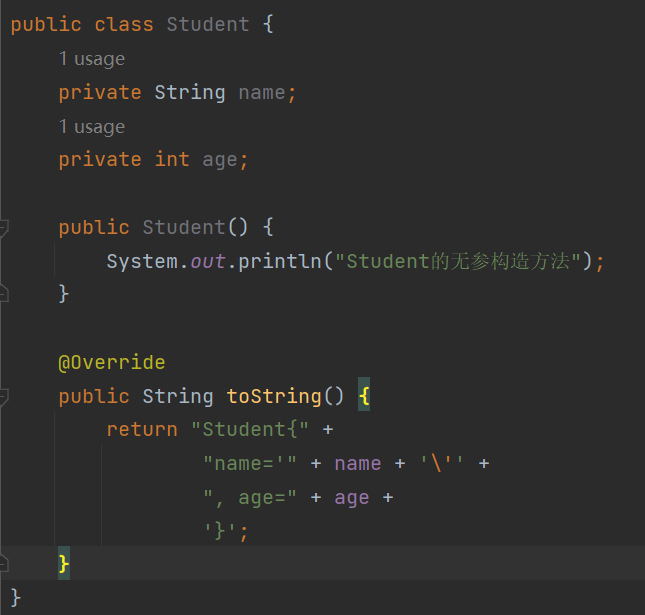 public class Student {
1 usage
private String name;
1 usage
private int age;
public Student() {
System.out.println("Student的无参构造方法");
}
@Override
public String toString() {
return "Student{" +
"name='" + name + '\'' +
", age=" + age +
'}';
}
}